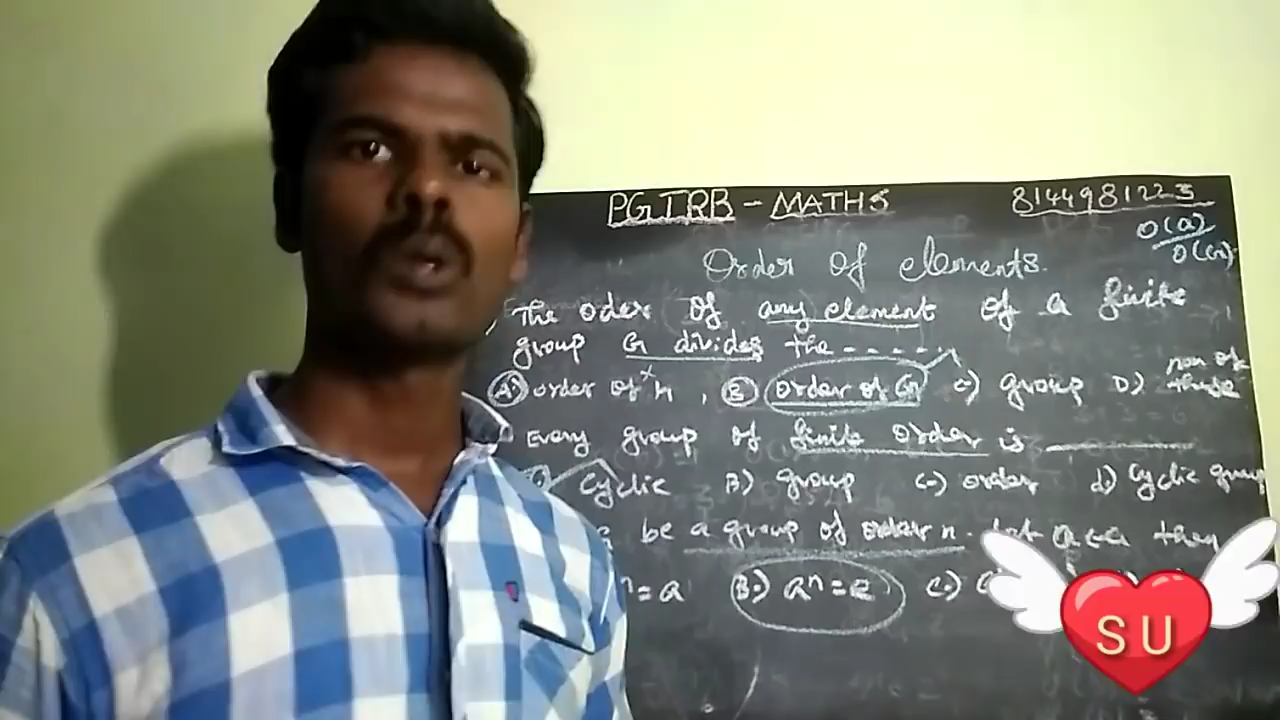 PGTRB - MATHS 8144981223
O(a)
O(G)
Order of elements.
The oder of any element of a finite
group G divides the - - - - -
A) order of H, B) order of G C) group D) non of these
Every group of finite order is
Cyclic B) group C) order d) Cyclic group
be a group of order n. let a ∈ G then
= a B) aⁿ = e C)
SU